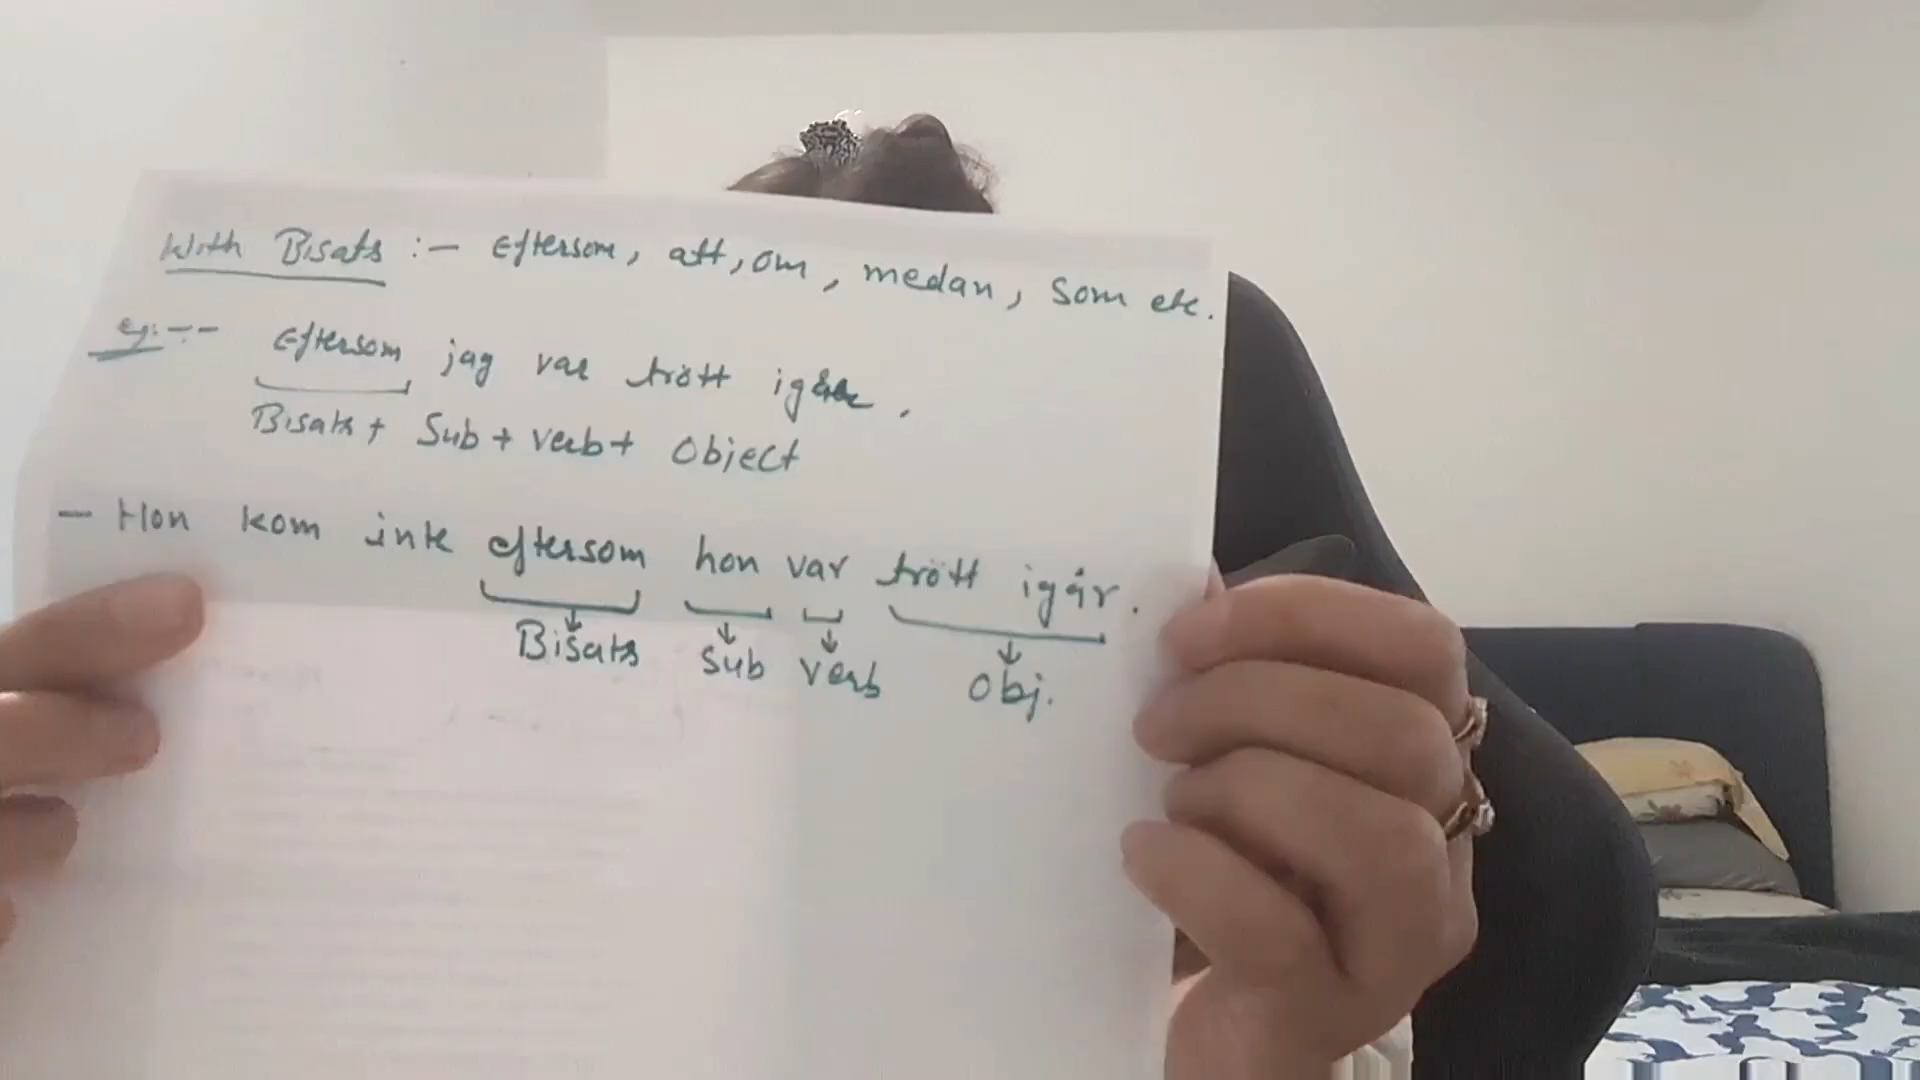 With Bisats :- Eftersom, att, om, medan, som etc.
eg:--
Eftersom jag var trött igår.
Bisats + Sub + verb + Object
- Hon kom inte eftersom hon var trött igår.
Bisats sub verb obj.